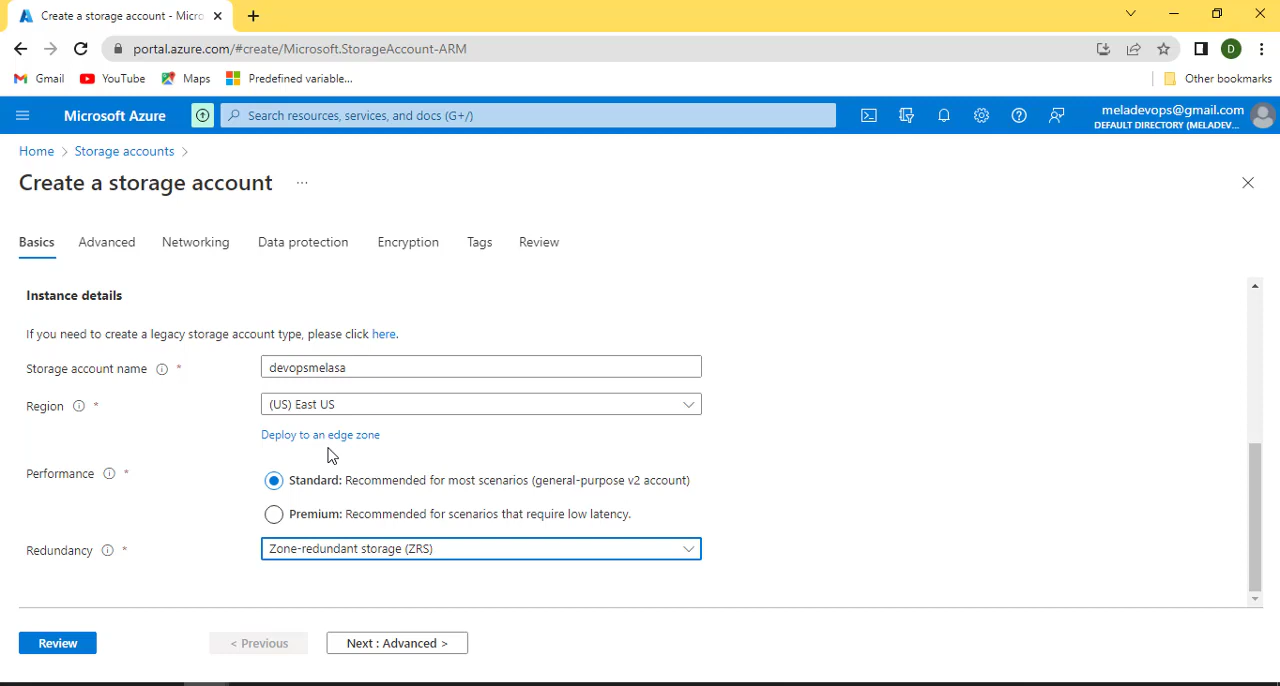 Create a storage account - Micro
portal.azure.com/#create/Microsoft.StorageAccount-ARM
D
Gmail YouTube Maps Predefined variable... Other bookmarks
Microsoft Azure Search resources, services, and docs (G+/) meladevops@gmail.com
DEFAULT DIRECTORY (MELADEV...
Home > Storage accounts >
Create a storage account ...
Basics Advanced Networking Data protection Encryption Tags Review
Instance details
If you need to create a legacy storage account type, please click here.
Storage account name * devopsmelasa
Region * (US) East US
Deploy to an edge zone
Performance * Standard: Recommended for most scenarios (general-purpose v2 account)
Premium: Recommended for scenarios that require low latency.
Redundancy * Zone-redundant storage (ZRS)
Review < Previous Next : Advanced >